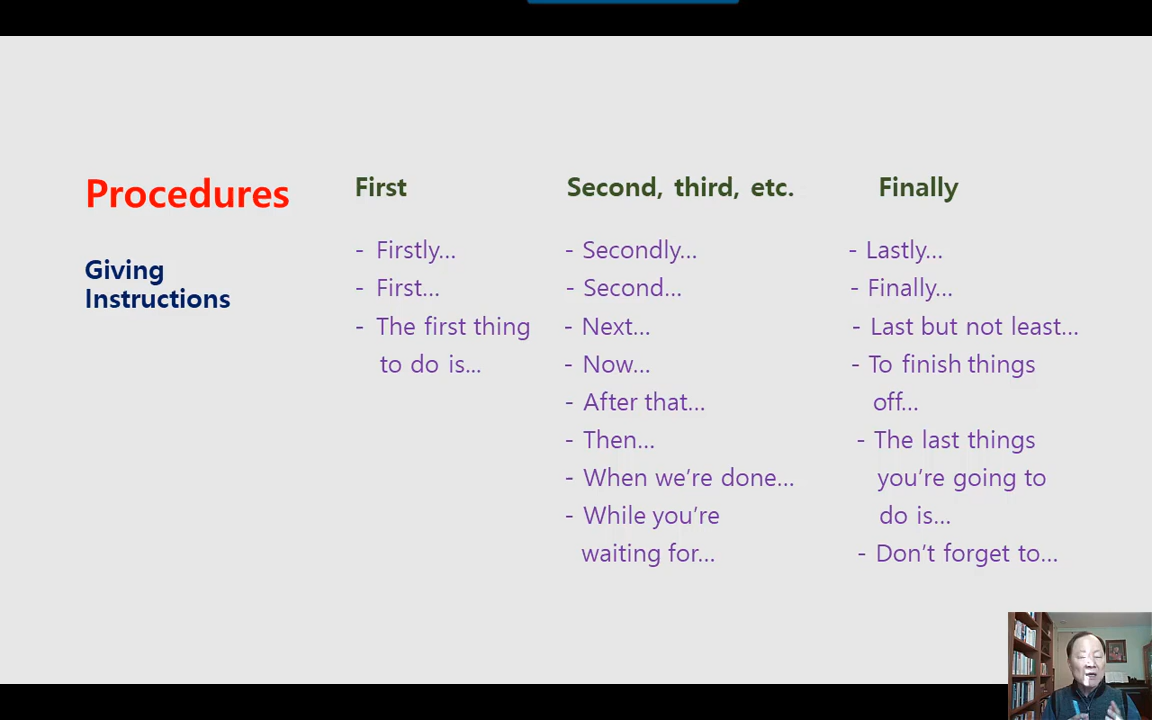 Procedures
Giving
Instructions
First
- Firstly...
- First...
- The first thing
to do is...
Second, third, etc.
- Secondly...
- Second...
- Next...
- Now...
- After that...
- Then...
- When we’re done...
- While you’re
waiting for...
Finally
- Lastly...
- Finally...
- Last but not least...
- To finish things
off...
- The last things
you’re going to
do is...
- Don’t forget to...